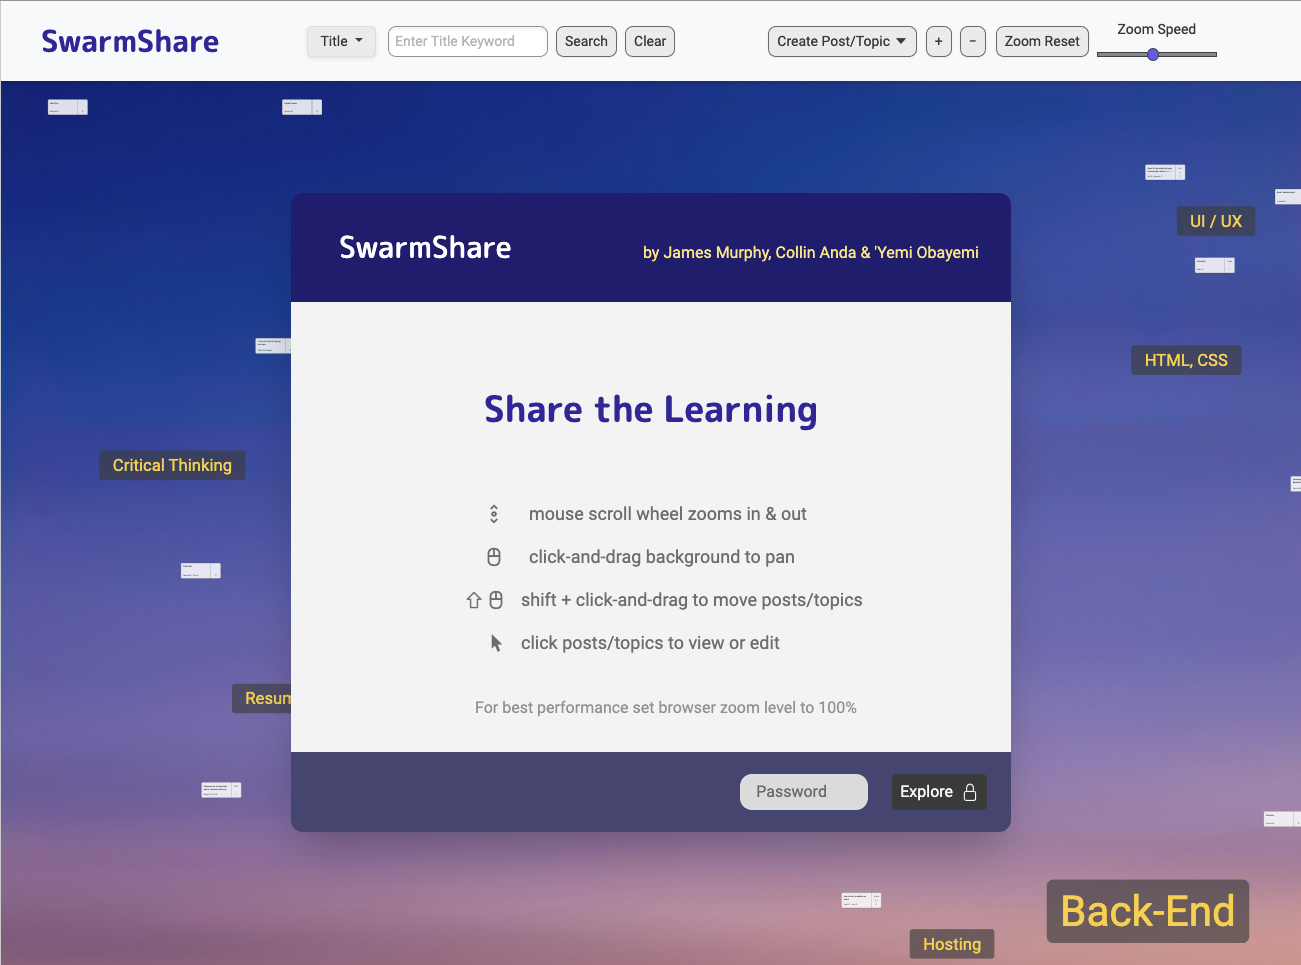 SwarmShare
Title
Enter Title Keyword
Search
Clear
Create Post/Topic
+
-
Zoom Reset
Zoom Speed
UI / UX
HTML, CSS
Critical Thinking
Resum
SwarmShare
by James Murphy, Collin Anda & 'Yemi Obayemi
Share the Learning
mouse scroll wheel zooms in & out
click-and-drag background to pan
shift + click-and-drag to move posts/topics
click posts/topics to view or edit
For best performance set browser zoom level to 100%
Password
Explore
Back-End
Hosting